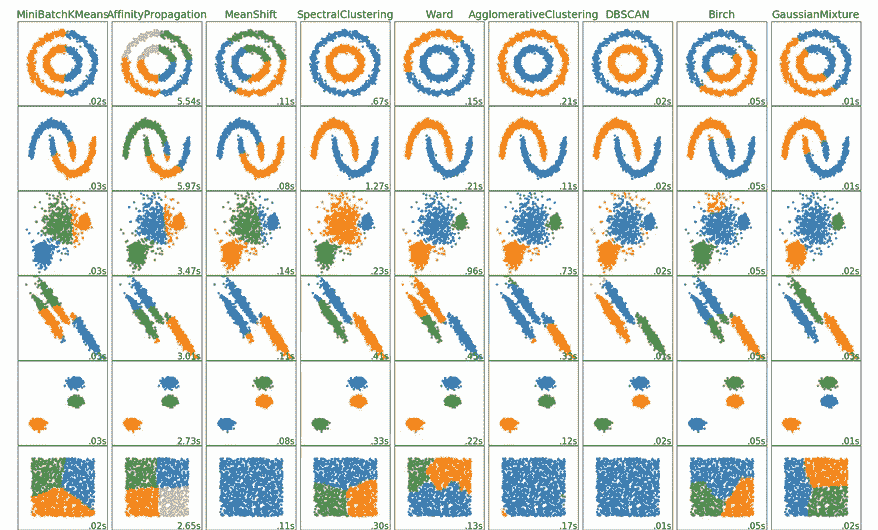 MiniBatchKMeans AffinityPropagation MeanShift SpectralClustering Ward AgglomerativeClustering DBSCAN Birch GaussianMixture
.02s 5.54s .11s .67s .15s .21s .02s .05s .01s
.03s 5.97s .08s 1.27s .21s .11s .02s .05s .01s
.03s 3.47s .14s .23s .96s .73s .02s .05s .02s
3.01s .11s .41s .05s
.03s 2.73s .08s .33s .22s .12s .02s .05s .01s
.02s 2.65s .11s .30s .13s .17s .01s .05s .02s